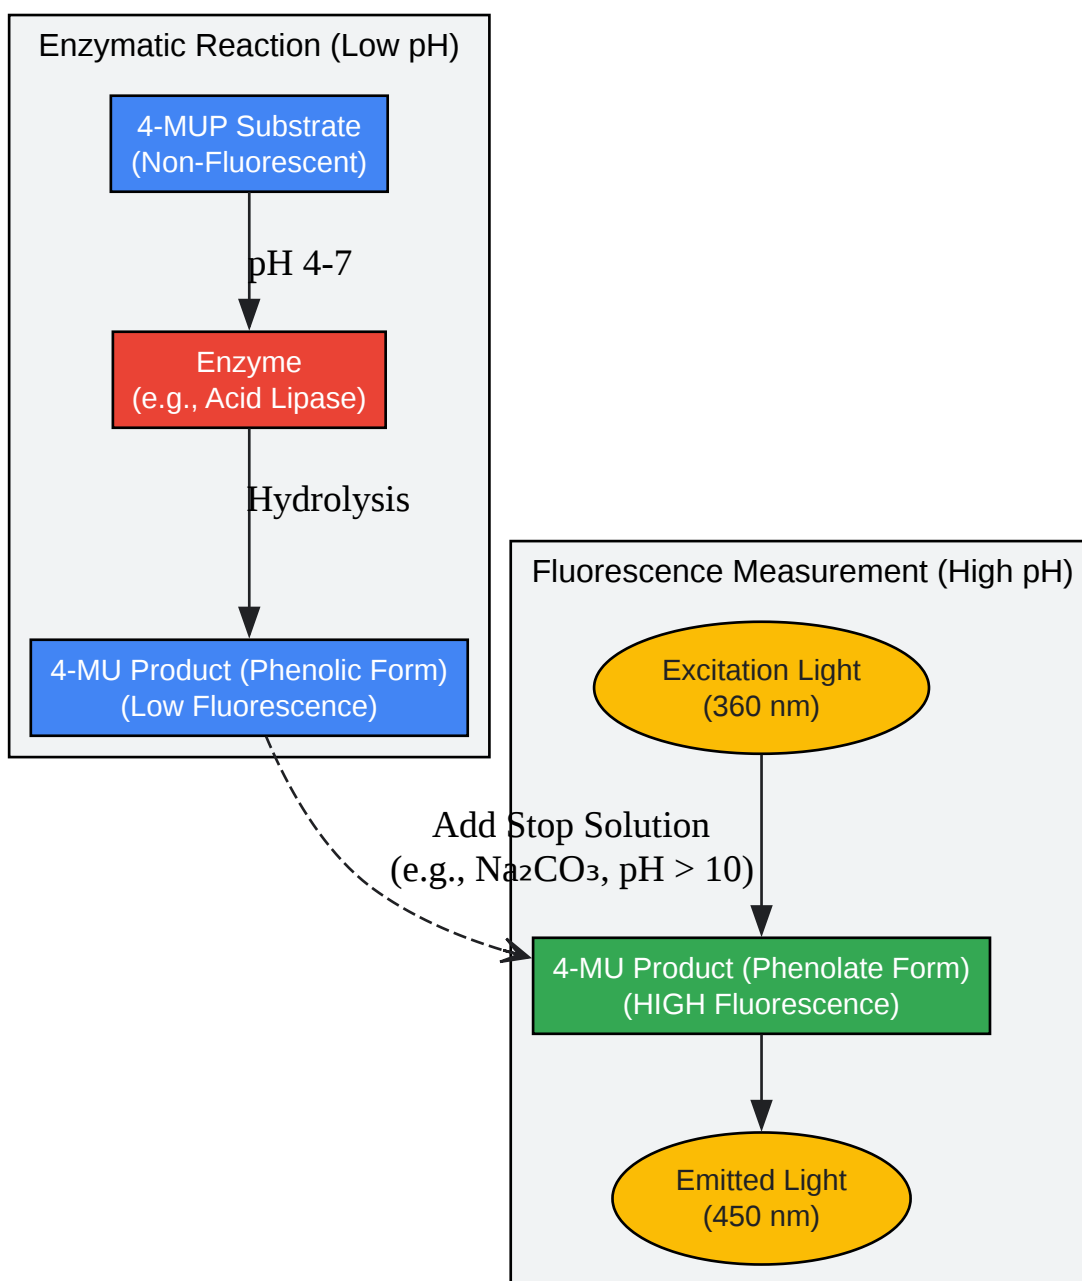 Enzymatic Reaction (Low pH)
4-MUP Substrate
(Non-Fluorescent)
pH 4-7
Enzyme
(e.g., Acid Lipase)
Hydrolysis
4-MU Product (Phenolic Form)
(Low Fluorescence)
Fluorescence Measurement (High pH)
Excitation Light
(360 nm)
Add Stop Solution
(e.g., Na₂CO₃, pH > 10)
4-MU Product (Phenolate Form)
(HIGH Fluorescence)
Emitted Light
(450 nm)